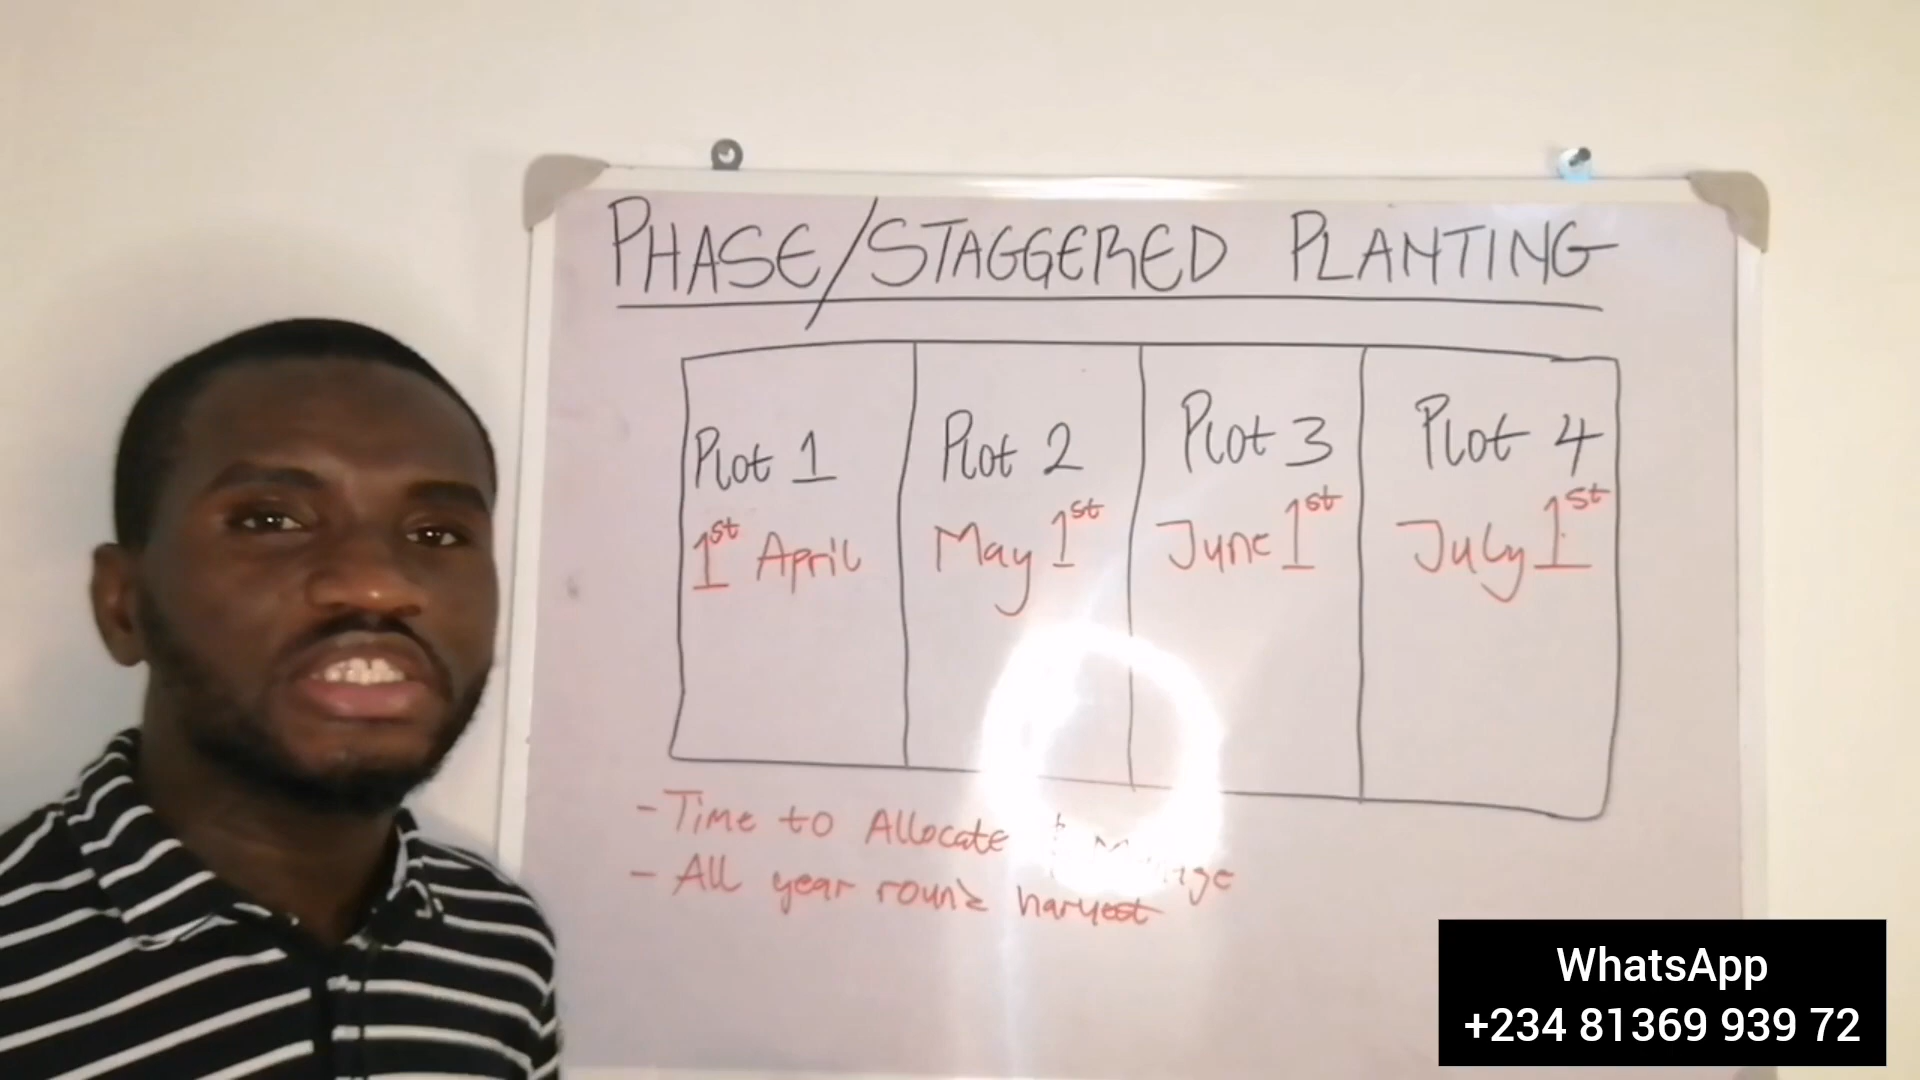 PHASE/STAGGERED PLANTING
Plot 1
1st April
Plot 2
May 1st
Plot 3
June 1st
Plot 4
July 1st
- Time to Allocate
- All year round harvest
WhatsApp
+234 81369 939 72